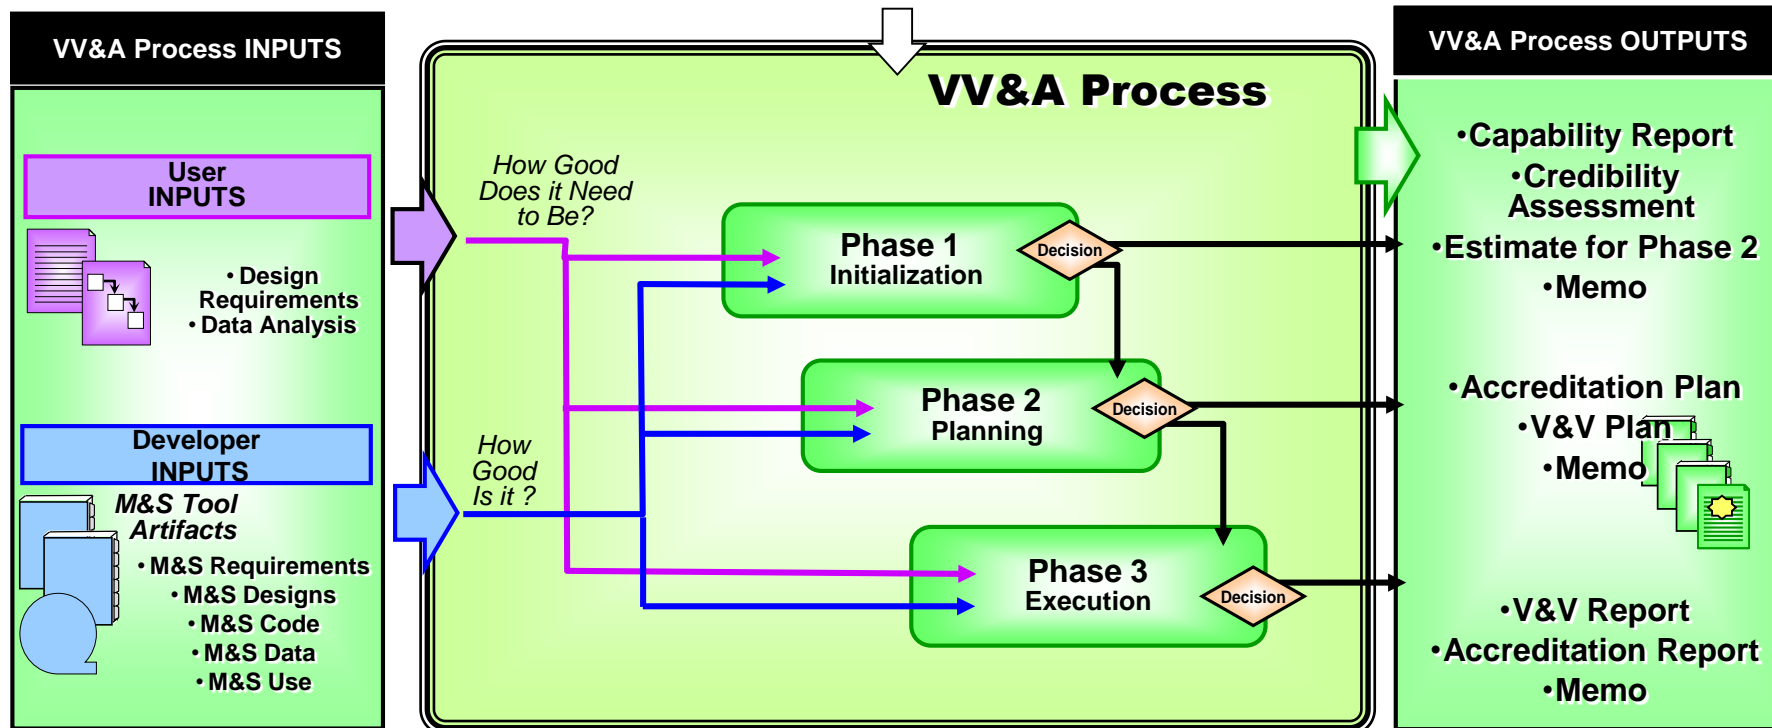 VV&A Process INPUTS
User
INPUTS
• Design
Requirements
• Data Analysis
Developer
INPUTS
M&S Tool
Artifacts
• M&S Requirements
• M&S Designs
• M&S Code
• M&S Data
• M&S Use
VV&A Process
How Good
Does it Need
to Be?
How
Good
Is it ?
Phase 1
Initialization
Decision
Phase 2
Planning
Decision
Phase 3
Execution
Decision
VV&A Process OUTPUTS
•Capability Report
•Credibility
Assessment
•Estimate for Phase 2
•Memo
•Accreditation Plan
•V&V Plan
•Memo
•V&V Report
•Accreditation Report
•Memo